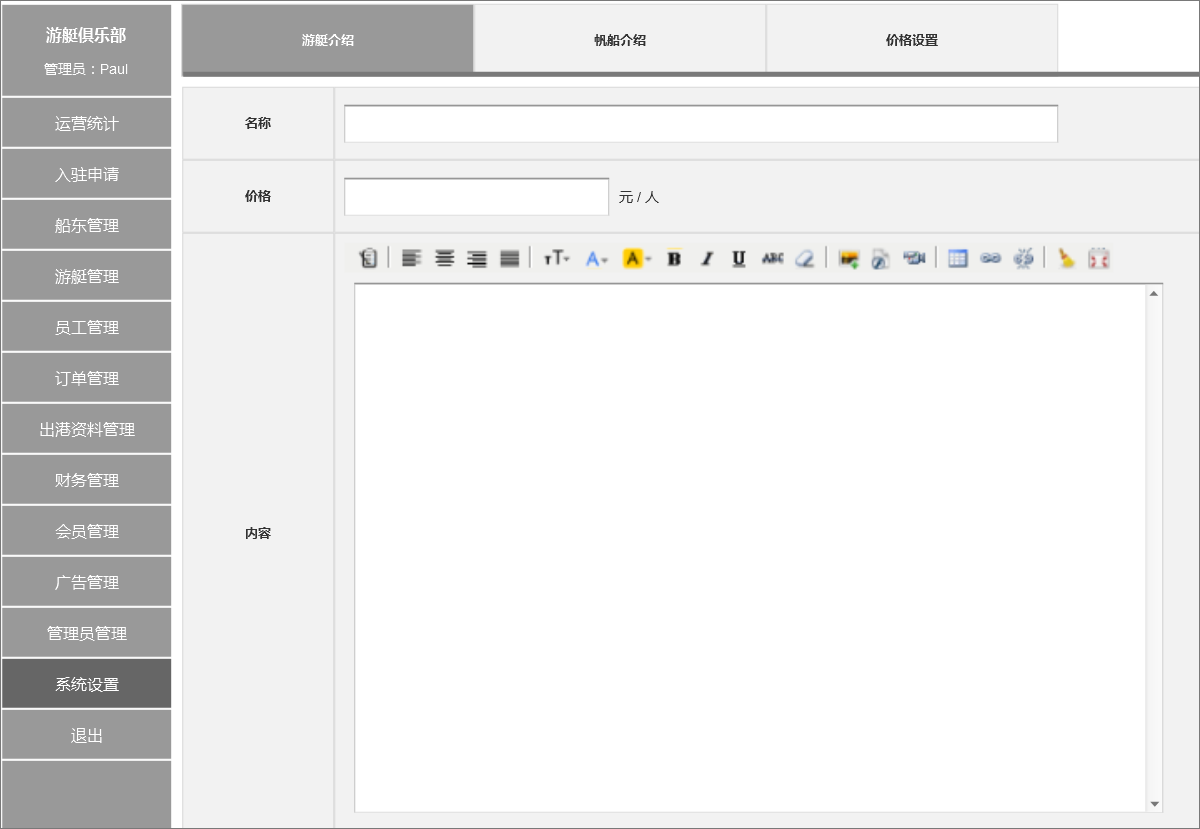 游艇俱乐部
管理员：Paul
运营统计
入驻申请
船东管理
游艇管理
员工管理
订单管理
出港资料管理
财务管理
会员管理
广告管理
管理员管理
系统设置
退出
游艇介绍 帆船介绍 价格设置
名称
价格 元 / 人
тT A A B I U ABC
内容